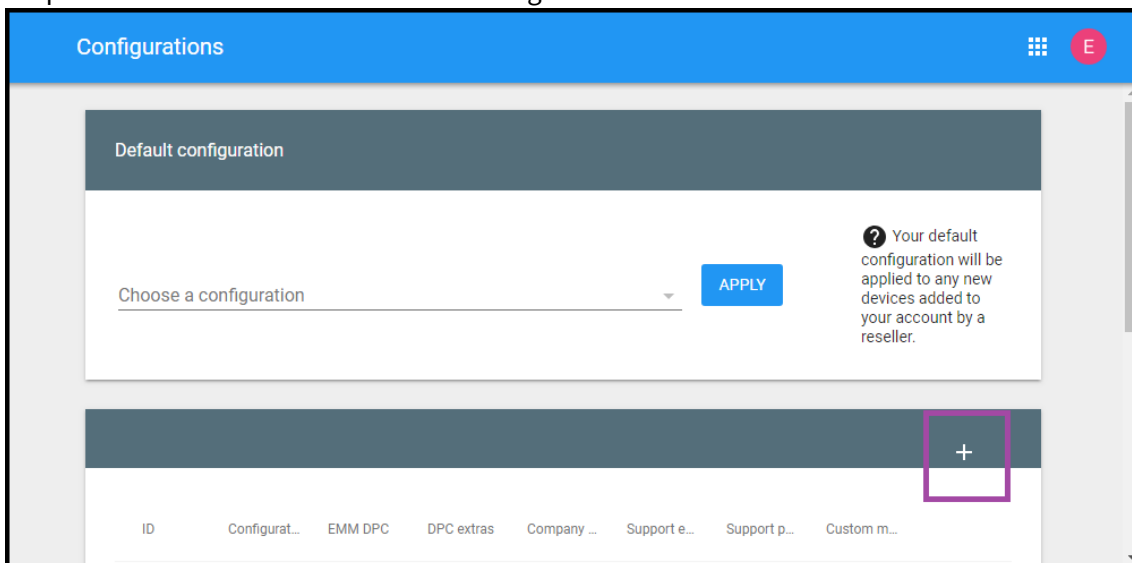 Configurations
E
Default configuration
Choose a configuration
APPLY
? Your default
configuration will be
applied to any new
devices added to
your account by a
reseller.
+
ID Configurat... EMM DPC DPC extras Company ... Support e... Support p... Custom m...